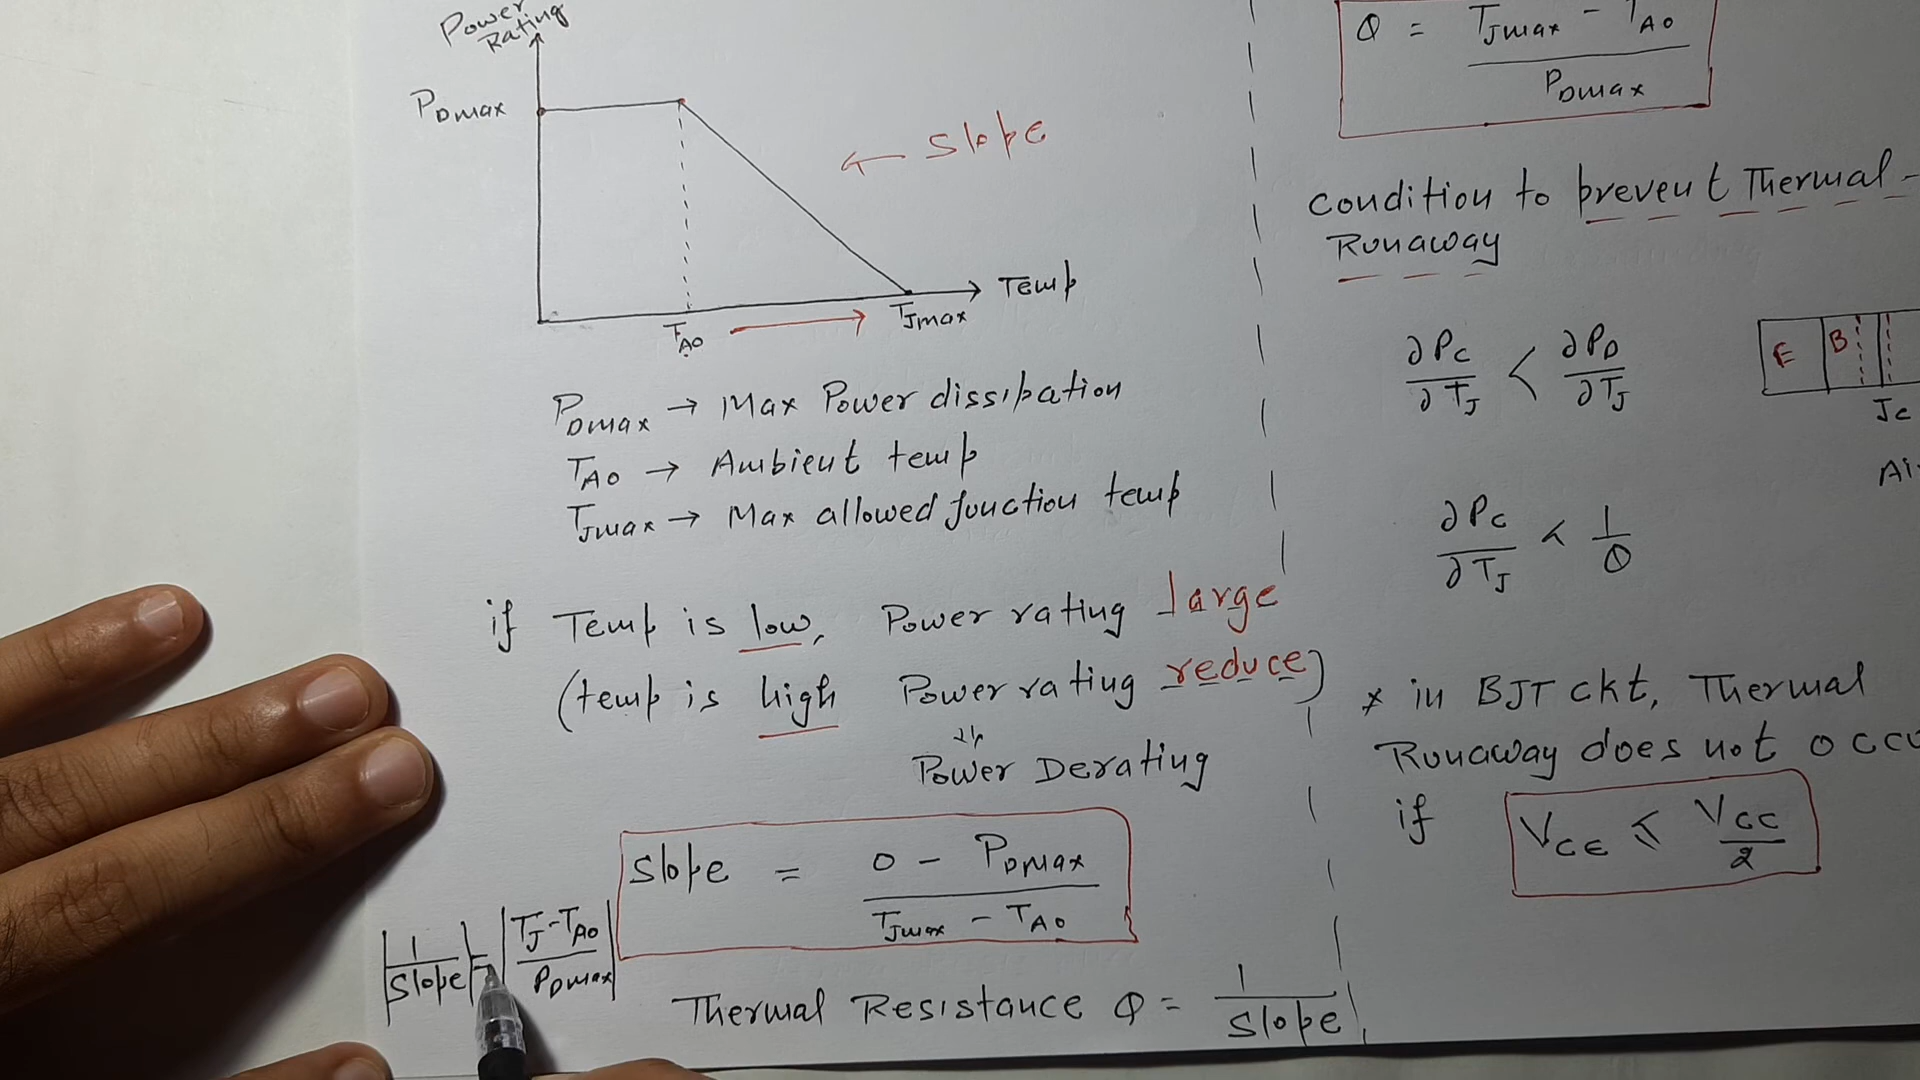 Power
Rating
PDmax
← Slope
Temp
TAO
TJmax
PDmax → Max Power dissipation
TAO → Ambient temp
TJmax → Max allowed junction temp
if Temp is low, Power rating large
(temp is high Power rating reduce)
Power Derating
Slope = 0 - PDmax / TJmax - TAO
|1/Slope| = |TJ - TAO / PDmax|
Thermal Resistance θ = 1/|Slope|
θ = TJmax - TAO / PDmax
Condition to prevent Thermal -
Runaway
∂PC/∂TJ < ∂PD/∂TJ
E B
JC
∂PC/∂TJ < 1/θ
* in BJT ckt, Thermal
Runaway does not occu
if VCE ≤ VCC/2